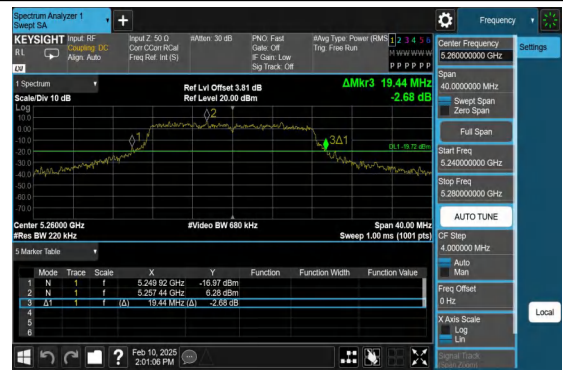 Spectrum Analyzer 1
Swept SA
Frequency
KEYSIGHT
Input: RF
Input Z: 50 Ω
#Atten: 30 dB
PNO: Fast
#Avg Type: Power (RMS
1 2 3 4 5 6
RL
Coupling: DC
Corr CCorr RCal
Gate: Off
Trig: Free Run
M W W W W W
Align: Auto
Freq Ref: Int (S)
IF Gain: Low
P P P P P P
Sig Track: Off
LXI
1 Spectrum
Ref Lvl Offset 3.81 dB
ΔMkr3 19.44 MHz
Scale/Div 10 dB
Ref Level 20.00 dBm
-2.68 dB
Log
10.0
0.00
-10.0
-20.0
-30.0
-40.0
-50.0
-60.0
-70.0
1
2
3Δ1
DL1 -19.72 dBm
Center 5.26000 GHz
#Video BW 680 kHz
Span 40.00 MHz
#Res BW 220 kHz
Sweep 1.00 ms (1001 pts)
5 Marker Table
Mode Trace Scale X Y Function Function Width Function Value
1 N 1 f 5.249 92 GHz -16.97 dBm
2 N 1 f 5.257 44 GHz 6.28 dBm
3 Δ1 1 f (Δ) 19.44 MHz (Δ) -2.68 dB
4
5
6
Feb 10, 2025
2:01:06 PM
Center Frequency
5.260000000 GHz
Settings
Span
40.0000000 MHz
Swept Span
Zero Span
Full Span
Start Freq
5.240000000 GHz
Stop Freq
5.280000000 GHz
AUTO TUNE
CF Step
4.000000 MHz
Auto
Man
Freq Offset
0 Hz
X Axis Scale
Log
Lin
Local
Signal Track
(Span Zoom)